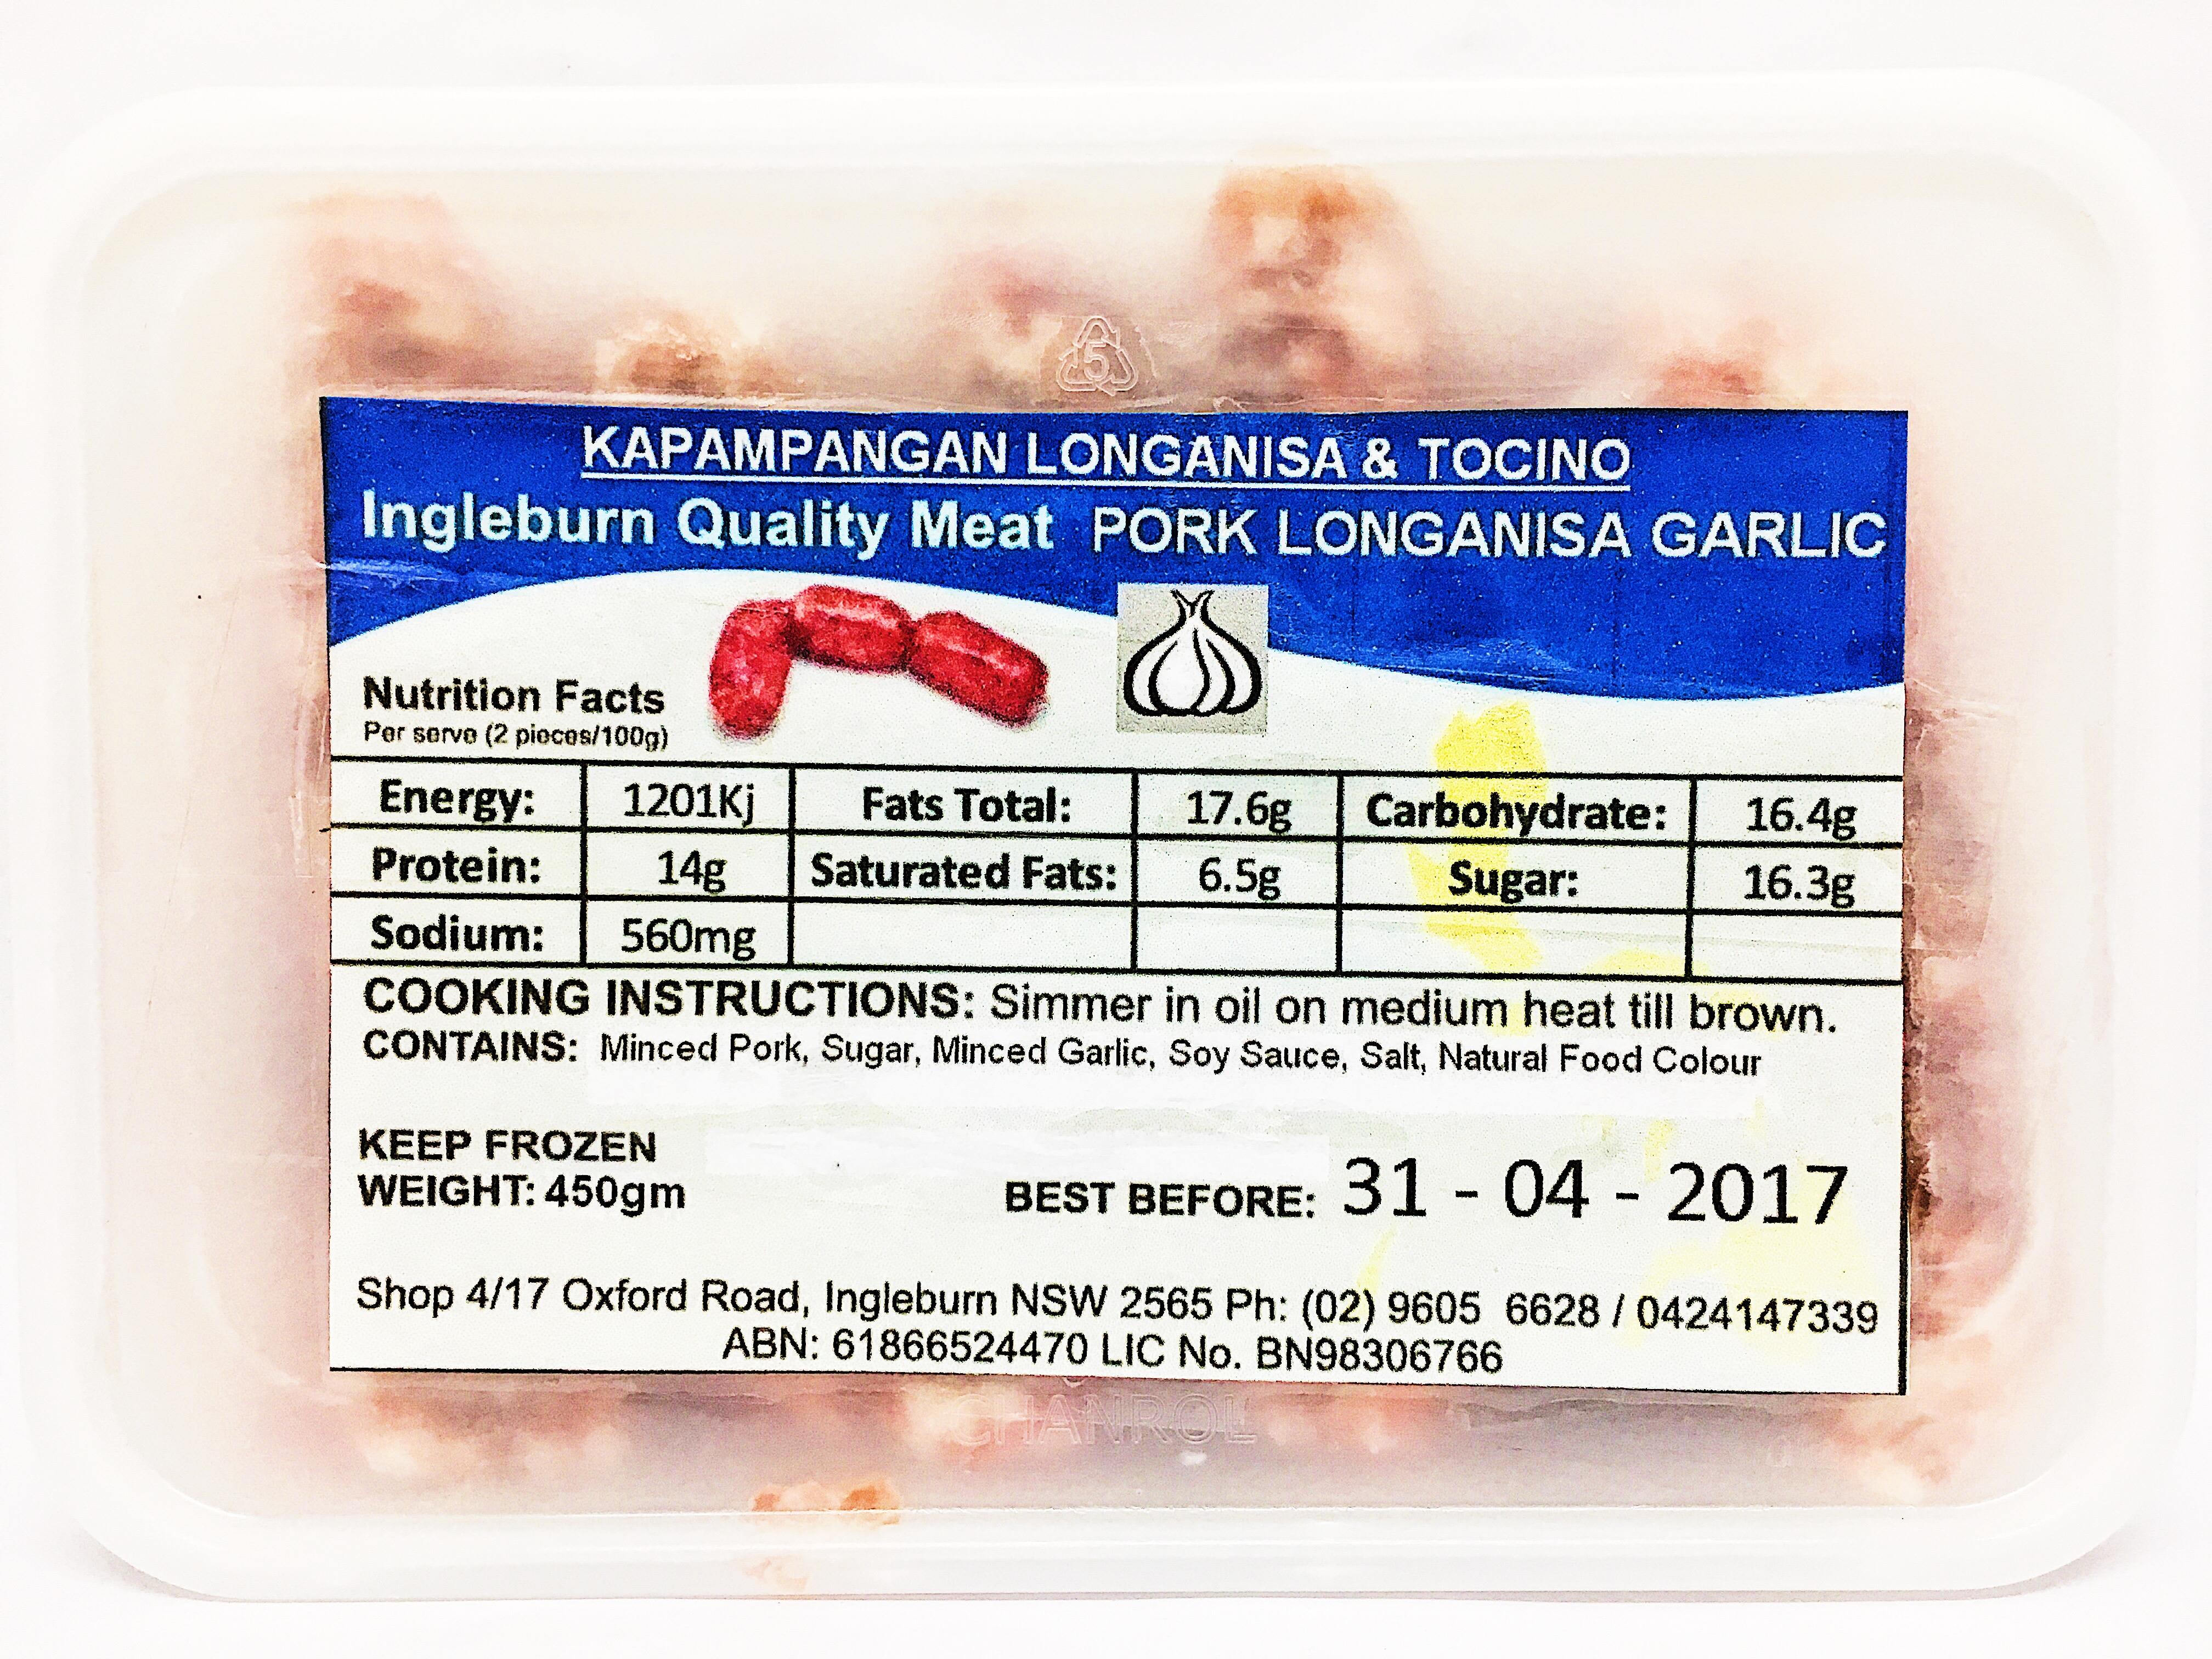 5
KAPAMPANGAN LONGANISA & TOCINO
Ingleburn Quality Meat PORK LONGANISA GARLIC
Nutrition Facts
Per serve (2 pieces/100g)
Energy: 1201Kj Fats Total: 17.6g Carbohydrate: 16.4g
Protein: 14g Saturated Fats: 6.5g Sugar: 16.3g
Sodium: 560mg
COOKING INSTRUCTIONS: Simmer in oil on medium heat till brown.
CONTAINS: Minced Pork, Sugar, Minced Garlic, Soy Sauce, Salt, Natural Food Colour
KEEP FROZEN
WEIGHT: 450gm
BEST BEFORE: 31 - 04 - 2017
Shop 4/17 Oxford Road, Ingleburn NSW 2565 Ph: (02) 9605 6628 / 0424147339
ABN: 61866524470 LIC No. BN98306766
CHANROL